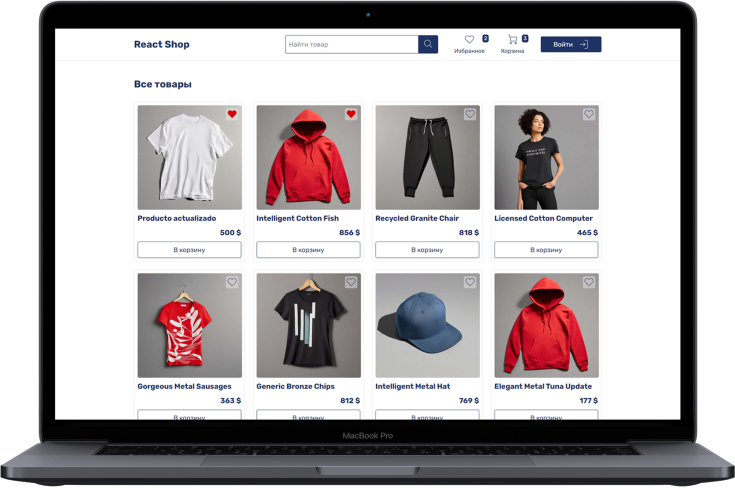 React Shop
Найти товар
2
Избранное
3
Корзина
Войти
Все товары
Producto actualizado
500 $
В корзину
Intelligent Cotton Fish
856 $
В корзину
Recycled Granite Chair
818 $
В корзину
Licensed Cotton Computer
465 $
В корзину
Gorgeous Metal Sausages
363 $
В корзину
Generic Bronze Chips
812 $
В корзину
Intelligent Metal Hat
769 $
В корзину
Elegant Metal Tuna Update
177 $
В корзину
MacBook Pro